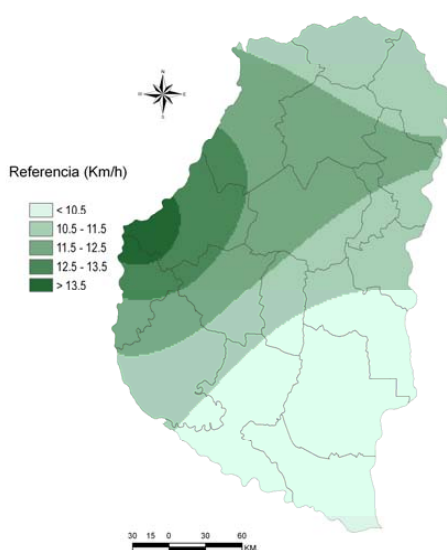 N
W E
S
Referencia (Km/h)
< 10.5
10.5 - 11.5
11.5 - 12.5
12.5 - 13.5
> 13.5
30 15 0 30 60
KM